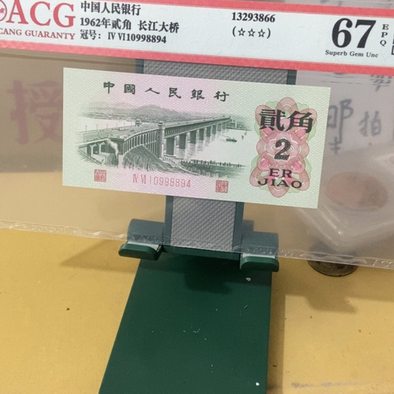 ACG
CANG GUARANTY
中国人民银行
1962年贰角 长江大桥
冠号: IV VI10998894
13293866
(☆☆☆)
67
EPQ
Superb Gem Unc
中國人民銀行
貳角
2
ER
JIAO
IV VI 10998894
授
拍